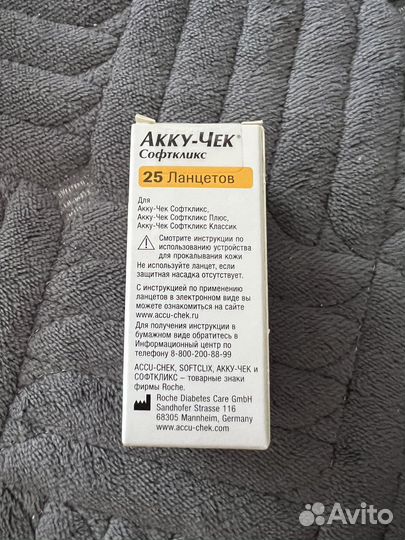 АККУ-ЧЕК®
Софткликс
25 Ланцетов
Для
Акку-Чек Софткликс,
Акку-Чек Софткликс Плюс,
Акку-Чек Софткликс Классик
Смотрите инструкции по
использованию устройства
для прокалывания кожи
Не используйте ланцет, если
защитная насадка отсутствует.
С инструкцией по применению
ланцетов в электронном виде вы
можете ознакомиться на сайте
www.accu-chek.ru
Для получения инструкции в
бумажном виде обратитесь в
Информационный центр по
телефону 8-800-200-88-99
ACCU-CHEK, SOFTCLIX, АККУ-ЧЕК и
СОФТКЛИКС – товарные знаки
фирмы Roche.
Roche Diabetes Care GmbH
Sandhofer Strasse 116
68305 Mannheim, Germany
www.accu-chek.com
Avito